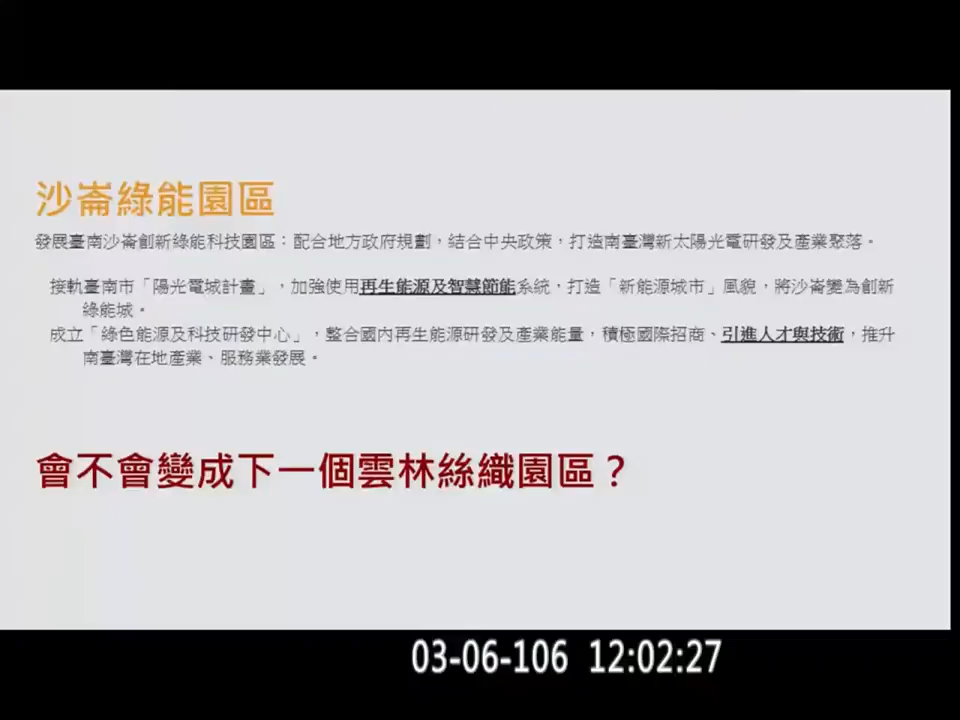 沙崙綠能園區
發展臺南沙崙創新綠能科技園區：配合地方政府規劃，結合中央政策，打造南臺灣新太陽光電研發及產業聚落。
接軌臺南市「陽光電城計畫」，加強使用再生能源及智慧節能系統，打造「新能源城市」風貌，將沙崙變為創新
綠能城。
成立「綠色能源及科技研發中心」，整合國內再生能源研發及產業能量，積極國際招商、引進人才與技術，推升
南臺灣在地產業、服務業發展。
會不會變成下一個雲林絲織園區？
03-06-106 12:02:27